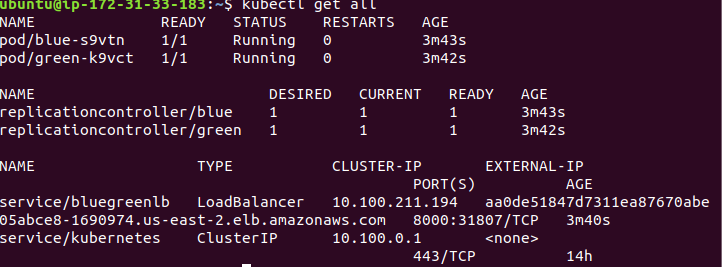 ubuntu@ip-172-31-33-183:~$ kubectl get all
NAME READY STATUS RESTARTS AGE
pod/blue-s9vtn 1/1 Running 0 3m43s
pod/green-k9vct 1/1 Running 0 3m42s
NAME DESIRED CURRENT READY AGE
replicationcontroller/blue 1 1 1 3m43s
replicationcontroller/green 1 1 1 3m42s
NAME TYPE CLUSTER-IP EXTERNAL-IP
PORT(S) AGE
service/bluegreenlb LoadBalancer 10.100.211.194 aa0de51847d7311ea87670abe
05abce8-1690974.us-east-2.elb.amazonaws.com 8000:31807/TCP 3m40s
service/kubernetes ClusterIP 10.100.0.1 <none>
443/TCP 14h